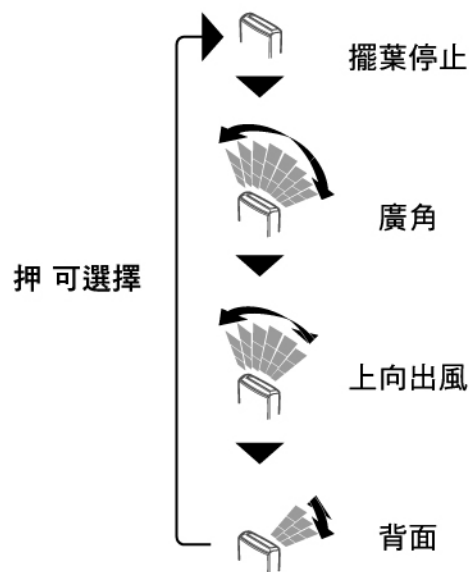 擺葉停止
廣角
押 可選擇
上向出風
背面